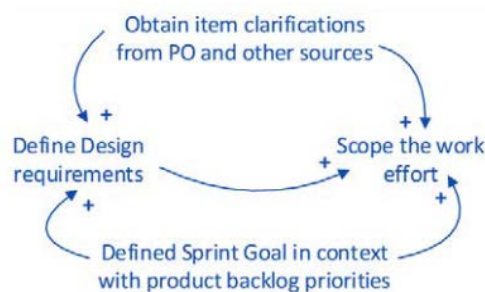 Obtain item clarifications
from PO and other sources
+
+
Define Design
requirements
+
Scope the work
effort
+
+
Defined Sprint Goal in context
with product backlog priorities